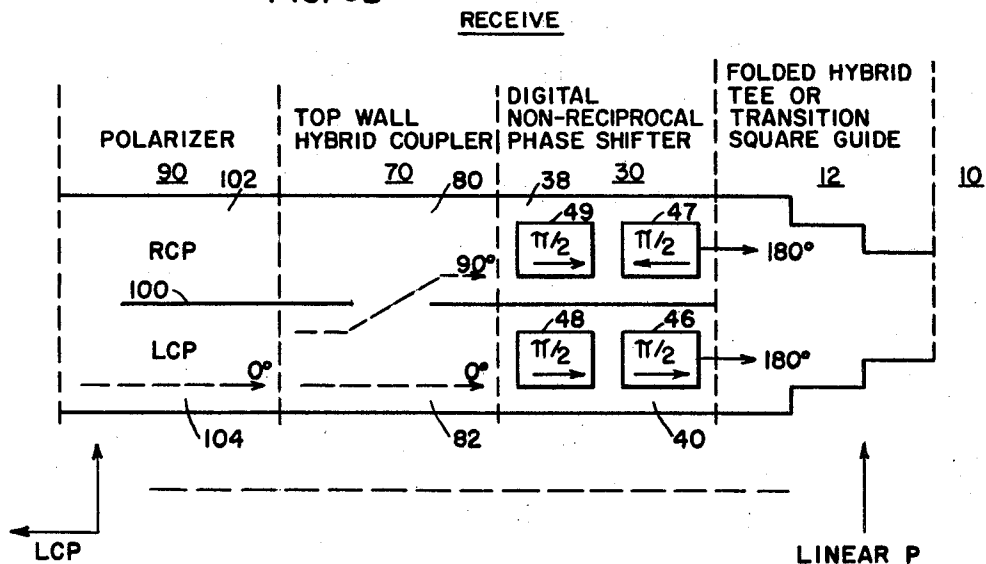 RECEIVE
POLARIZER
90
TOP WALL
HYBRID COUPLER
70
DIGITAL
NON-RECIPROCAL
PHASE SHIFTER
30
FOLDED HYBRID
TEE OR
TRANSITION
SQUARE GUIDE
12
10
102
80
38
49
47
π/2
π/2
180°
RCP
90°
100
48
46
π/2
π/2
180°
LCP
0°
0°
104
82
40
LCP
LINEAR P